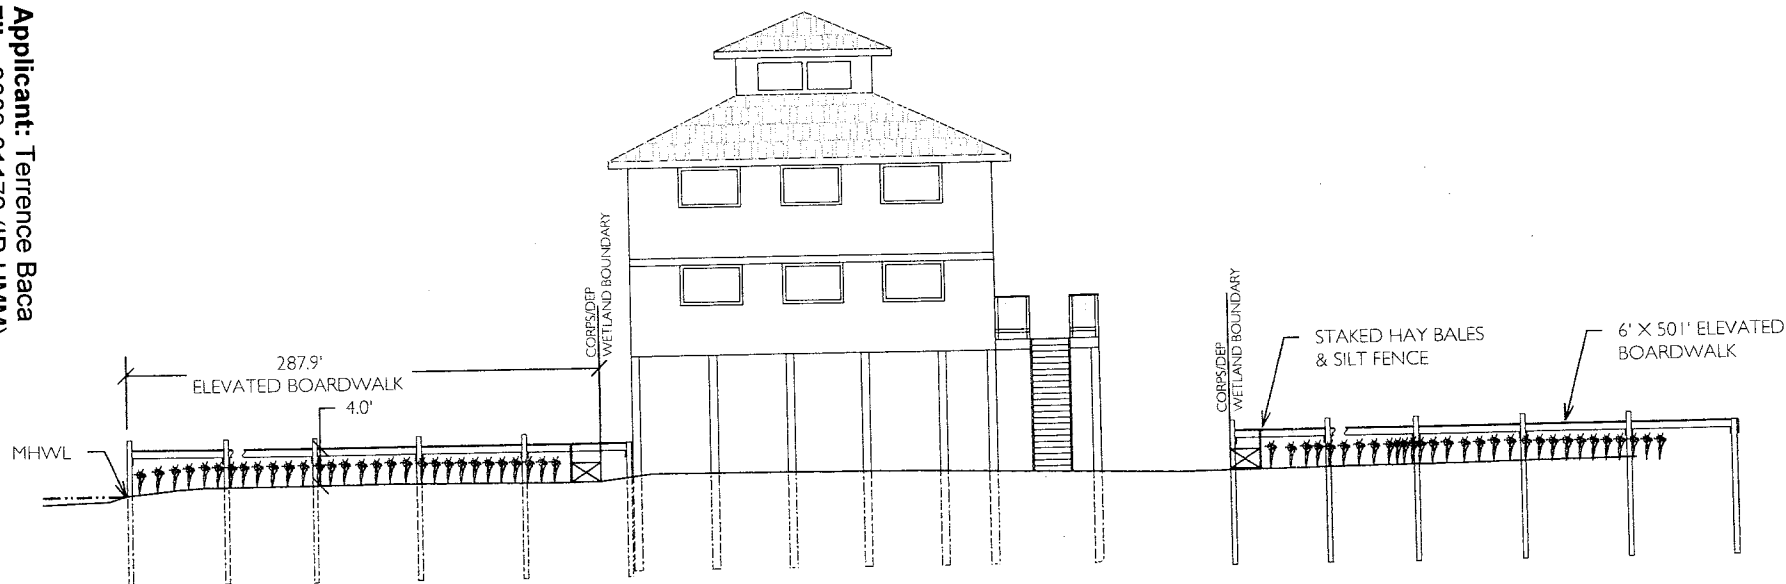 Applicant: Terrence Baca
287.9'
ELEVATED BOARDWALK
4.0'
MHWL
CORPS/DEP
WETLAND BOUNDARY
CORPS/DEP
WETLAND BOUNDARY
STAKED HAY BALES
& SILT FENCE
6' X 501' ELEVATED
BOARDWALK